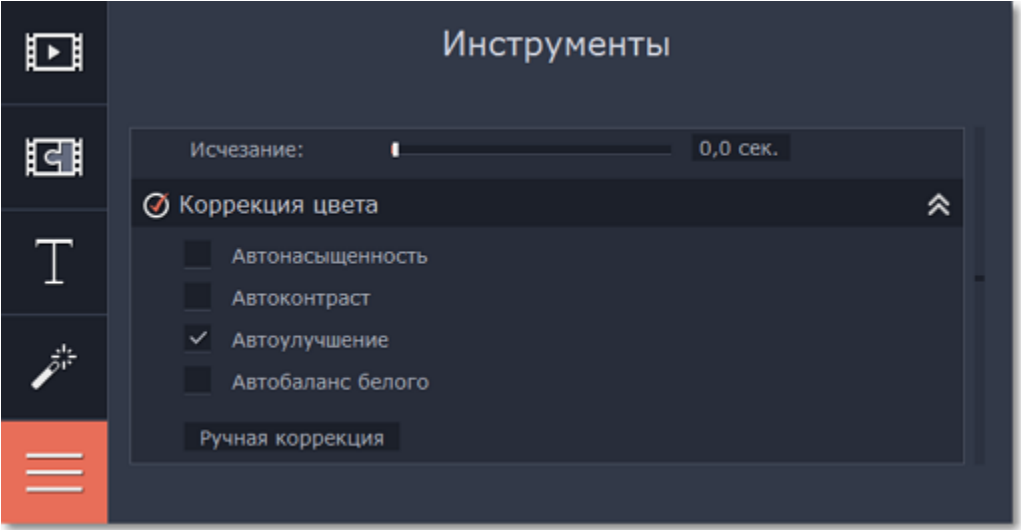 Инструменты
Исчезание: 0,0 сек.
Коррекция цвета
Автонасыщенность
Автоконтраст
Автоулучшение
Автобаланс белого
Ручная коррекция